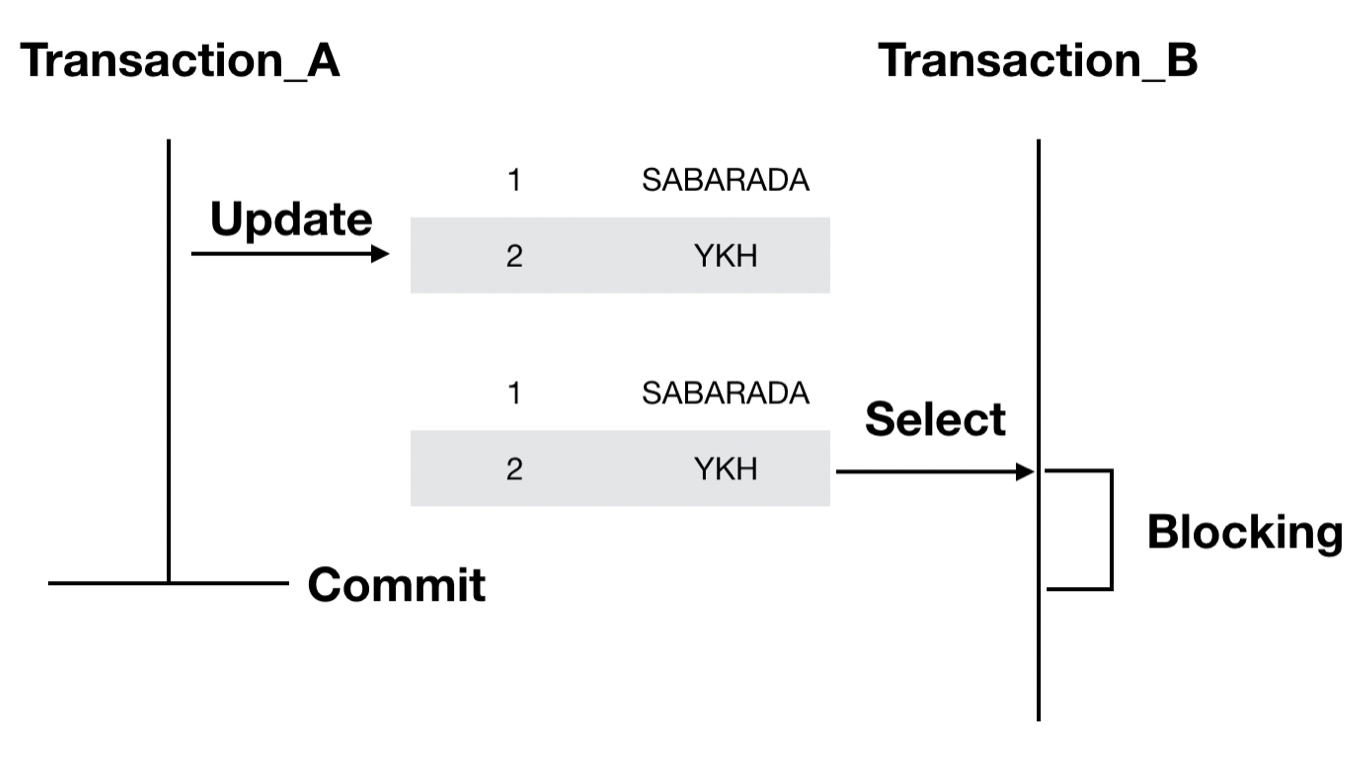 Transaction_A
Transaction_B
1 SABARADA
Update
2 YKH
1 SABARADA
Select
2 YKH
Blocking
Commit